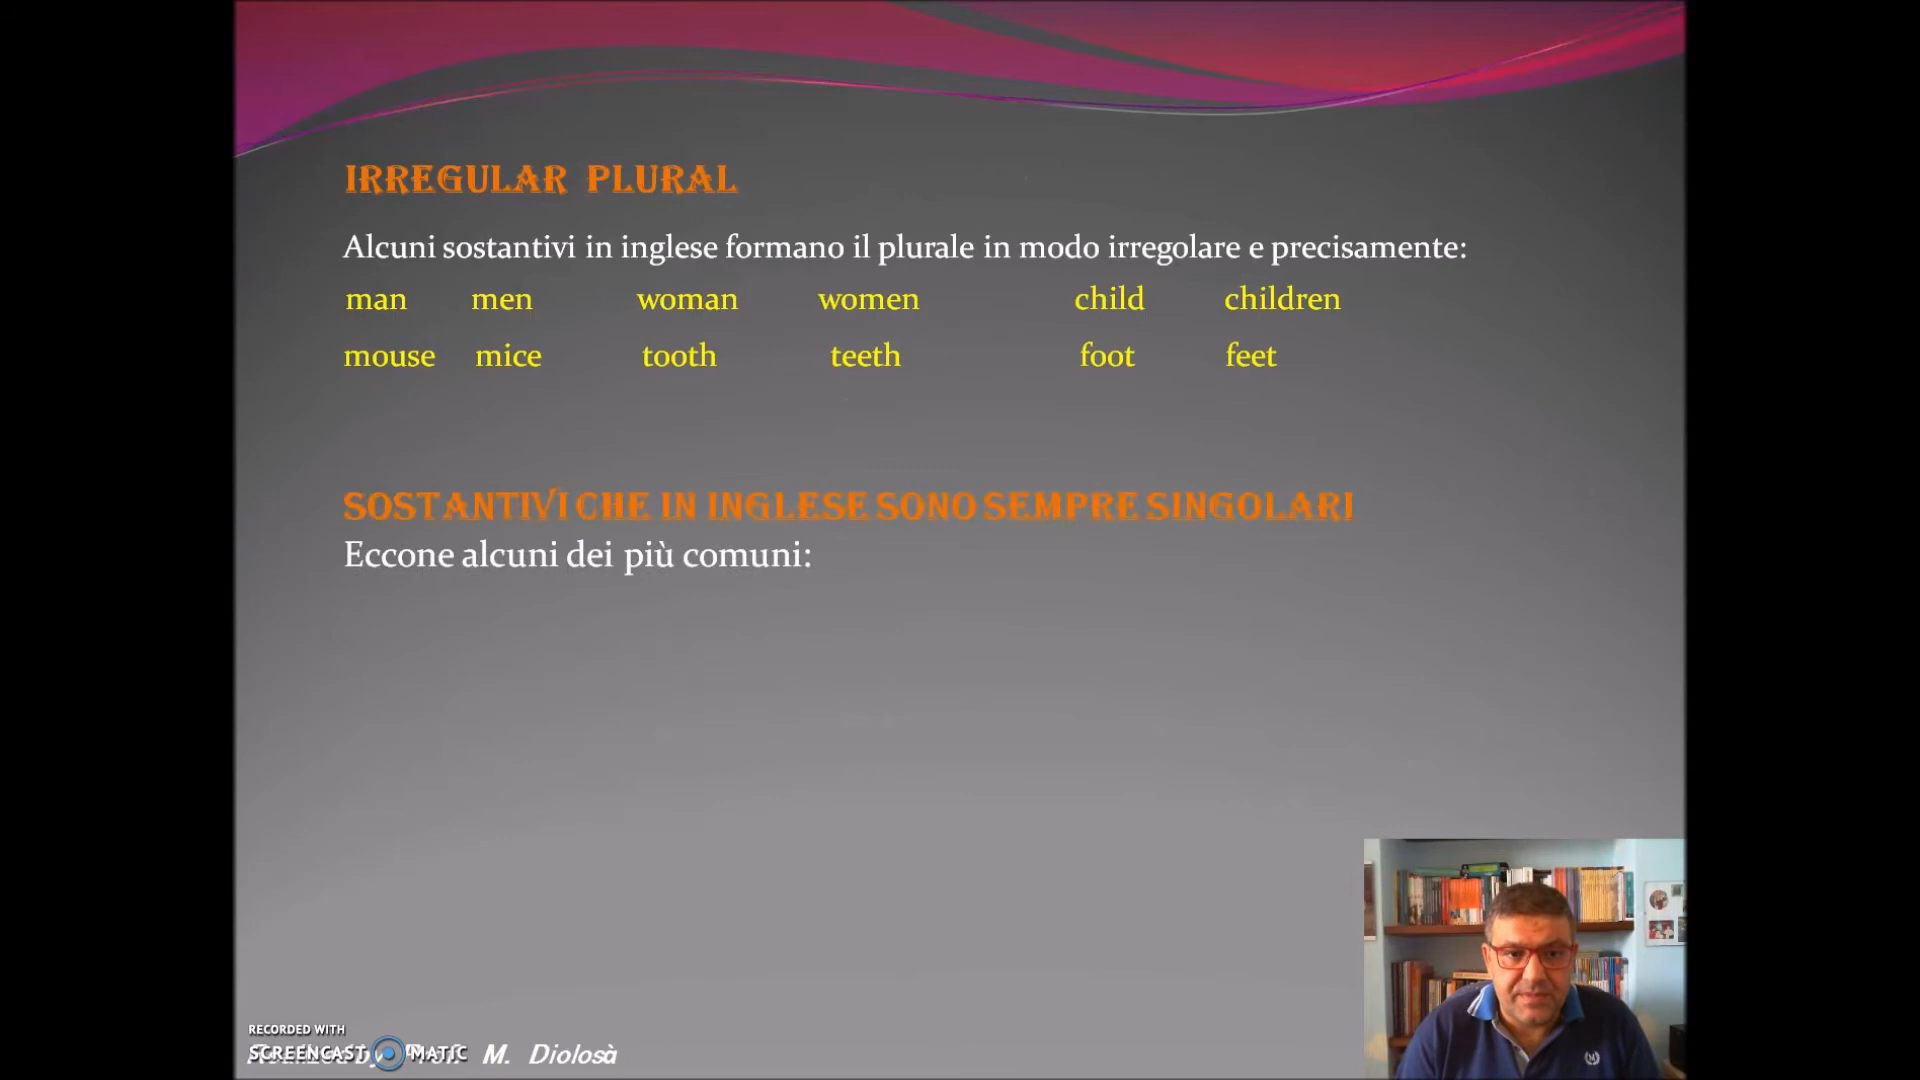 IRREGULAR PLURAL
Alcuni sostantivi in inglese formano il plurale in modo irregolare e precisamente:
man men woman women child children
mouse mice tooth teeth foot feet
SOSTANTIVI CHE IN INGLESE SONO SEMPRE SINGOLARI
Eccone alcuni dei più comuni:
RECORDED WITH
SCREENCAST MATIC
M. Diolosà